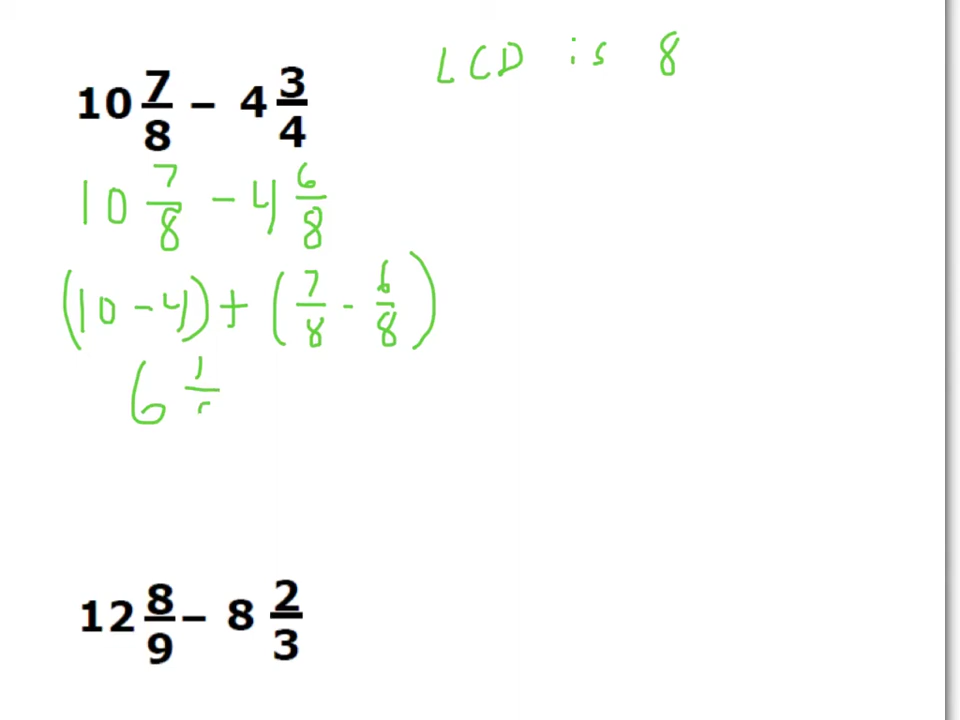 10 7/8 – 4 3/4
LCD is 8
10 7/8 - 4 6/8
(10 - 4) + (7/8 - 6/8)
6 1/
12 8/9 – 8 2/3